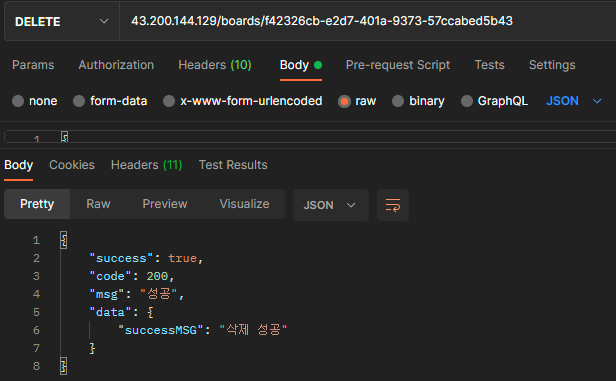 DELETE 43.200.144.129/boards/f42326cb-e2d7-401a-9373-57ccabed5b43
Params Authorization Headers (10) Body Pre-request Script Tests Settings
none form-data x-www-form-urlencoded raw binary GraphQL JSON
1 {
Body Cookies Headers (11) Test Results
Pretty Raw Preview Visualize JSON
1 {
2 "success": true,
3 "code": 200,
4 "msg": "성공",
5 "data": {
6 "successMSG": "삭제 성공"
7 }
8 }